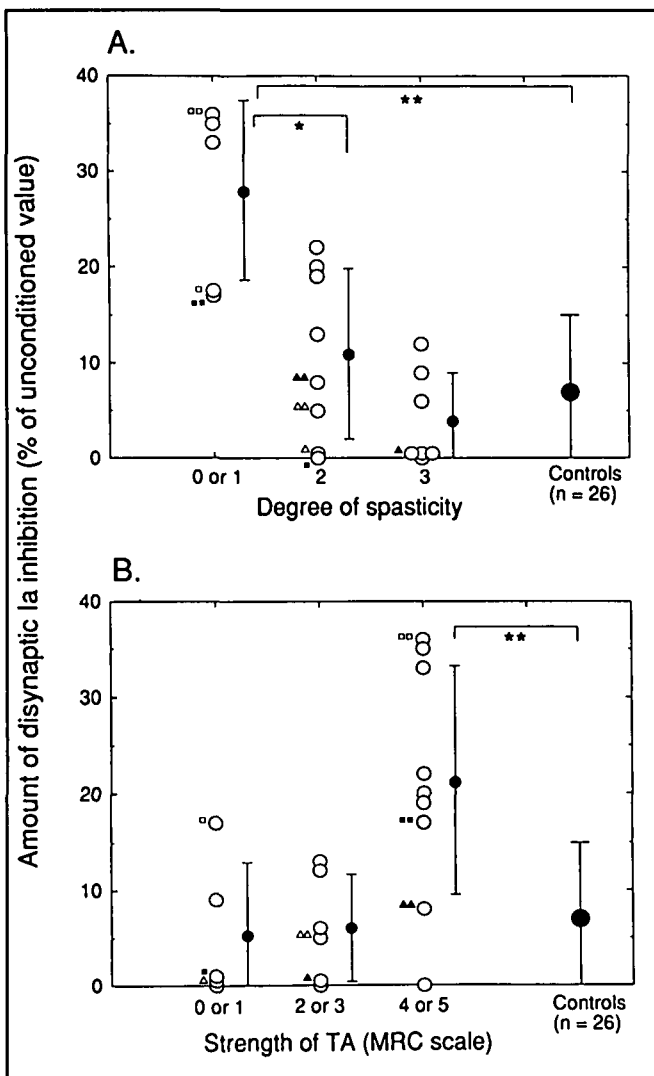 A.
40
30
20
10
0
**
*
0 or 1
2
3
Controls
(n = 26)
Degree of spasticity
Amount of disynaptic Ia inhibition (% of unconditioned value)
B.
40
30
20
10
0
**
0 or 1
2 or 3
4 or 5
Controls
(n = 26)
Strength of TA (MRC scale)